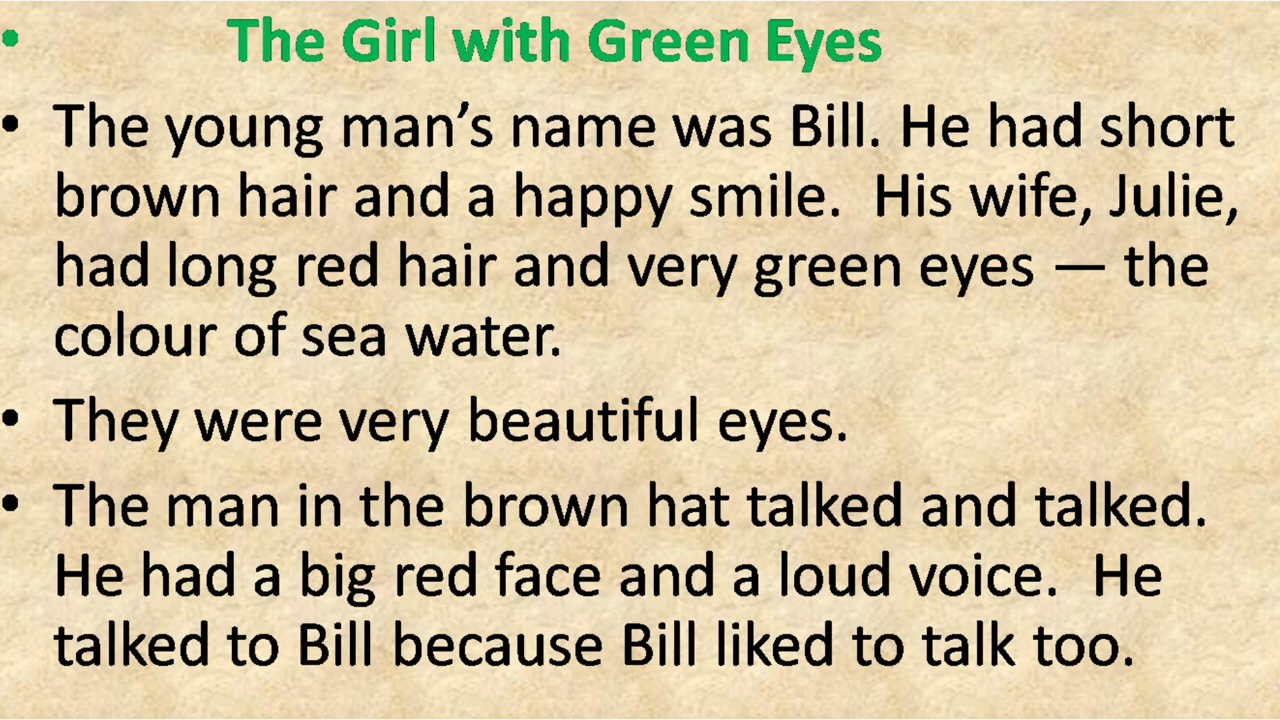 • The Girl with Green Eyes
• The young man’s name was Bill. He had short
brown hair and a happy smile.  His wife, Julie,
had long red hair and very green eyes — the
colour of sea water.
• They were very beautiful eyes.
• The man in the brown hat talked and talked.
He had a big red face and a loud voice.  He
talked to Bill because Bill liked to talk too.